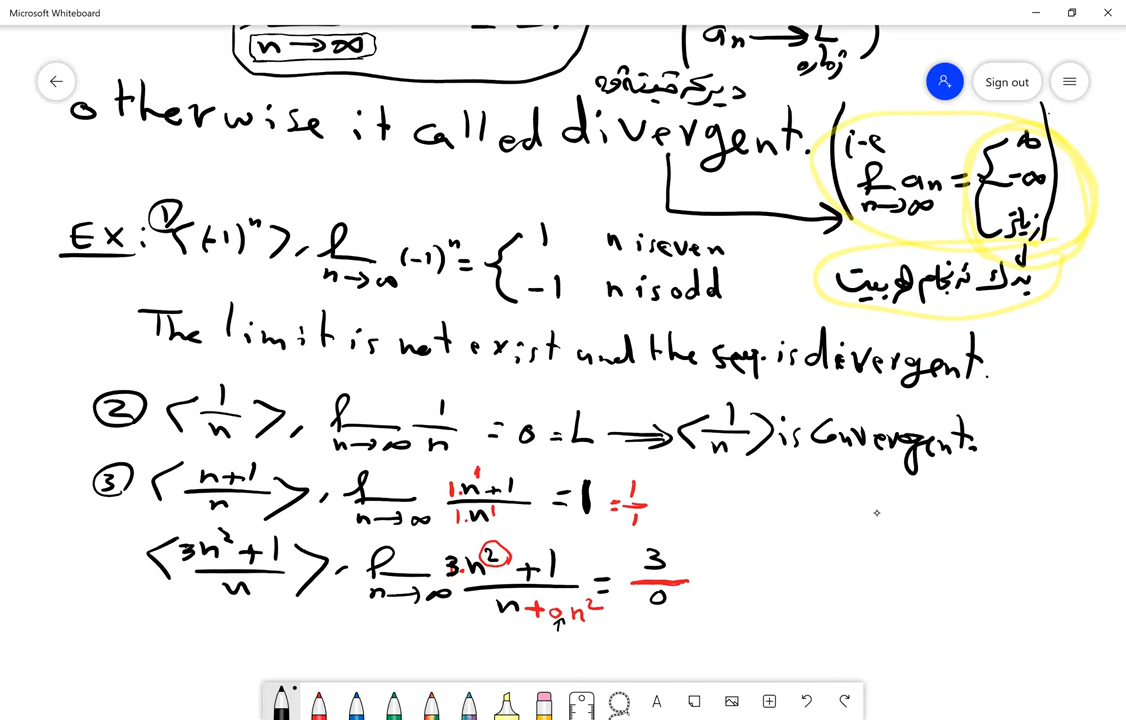 Microsoft Whiteboard
n → ∞
(an → L)
ژمارە
Sign out
otherwise it called divergent.
(i-e
lim n→∞ an = { ∞
-∞
EX: ① <(-1)^n>, lim n→∞ (-1)^n = { 1 n is even
-1 n is odd
The limit is not exist and the seq. is divergent.
② <1/n>, lim n→∞ 1/n = 0 = L ⟹ <1/n> is convergent.
③ <n+1/n>, lim n→∞ 1.n^1+1/1.n^1 = 1 = 1/1
<3n²+1/n>, lim n→∞ 3.n²+1/n+0n² = 3/0
A